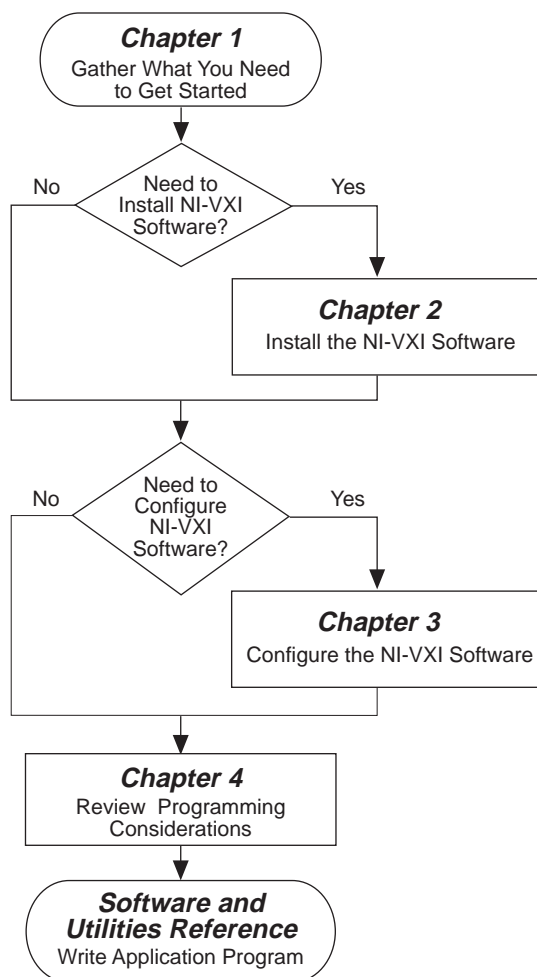 Chapter 1
Gather What You Need
to Get Started
No
Need to
Install NI-VXI
Software?
Yes
Chapter 2
Install the NI-VXI Software
No
Need to
Configure
NI-VXI
Software?
Yes
Chapter 3
Configure the NI-VXI Software
Chapter 4
Review Programming
Considerations
Software and
Utilities Reference
Write Application Program